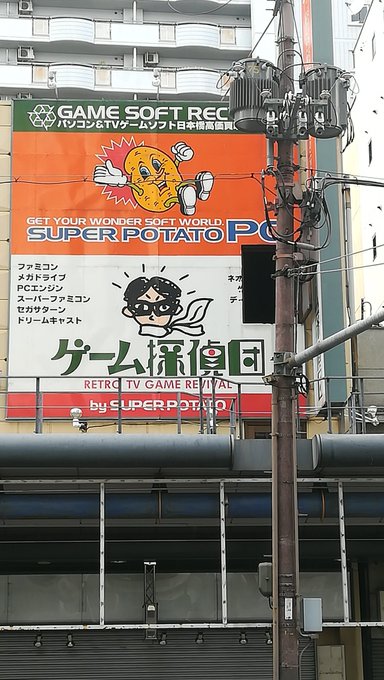 GAME SOFT REC
パソコン&TVゲームソフト日本橋高価買
GET YOUR WONDER SOFT WORLD.
SUPER POTATO PC
ファミコン
メガドライブ
PCエンジン
スーパーファミコン
セガサターン
ドリームキャスト
ネオ
デー
ゲーム探偵団
RETRO TV GAME REVIVAL
by SUPER POTATO